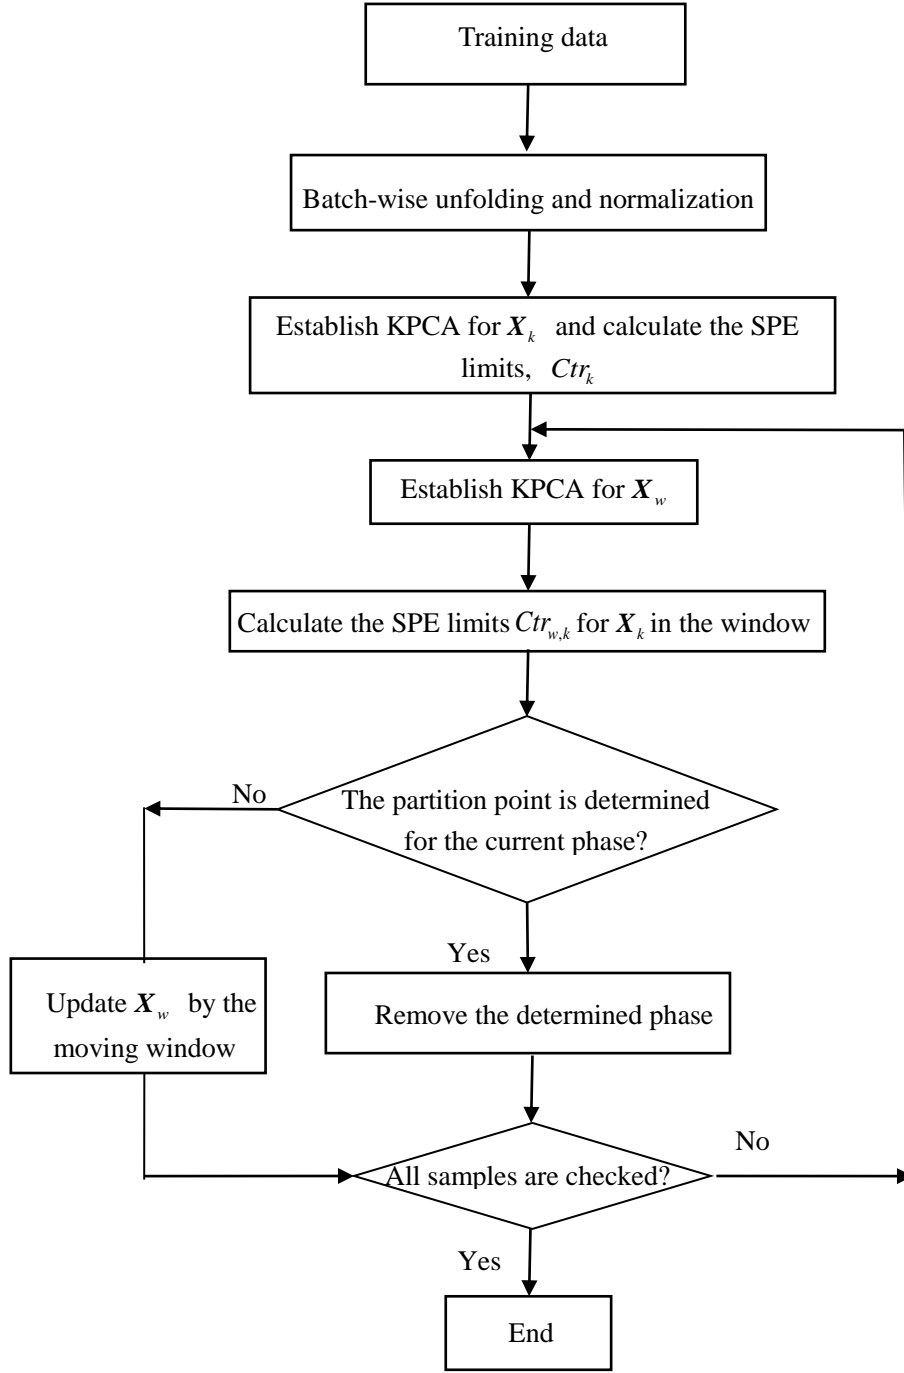 Training data
Batch-wise unfolding and normalization
Establish KPCA for X_k and calculate the SPE
limits, Ctr_k
Establish KPCA for X_w
Calculate the SPE limits Ctr_{w,k} for X_k in the window
No
The partition point is determined
for the current phase?
Yes
Update X_w by the
moving window
Remove the determined phase
No
All samples are checked?
Yes
End